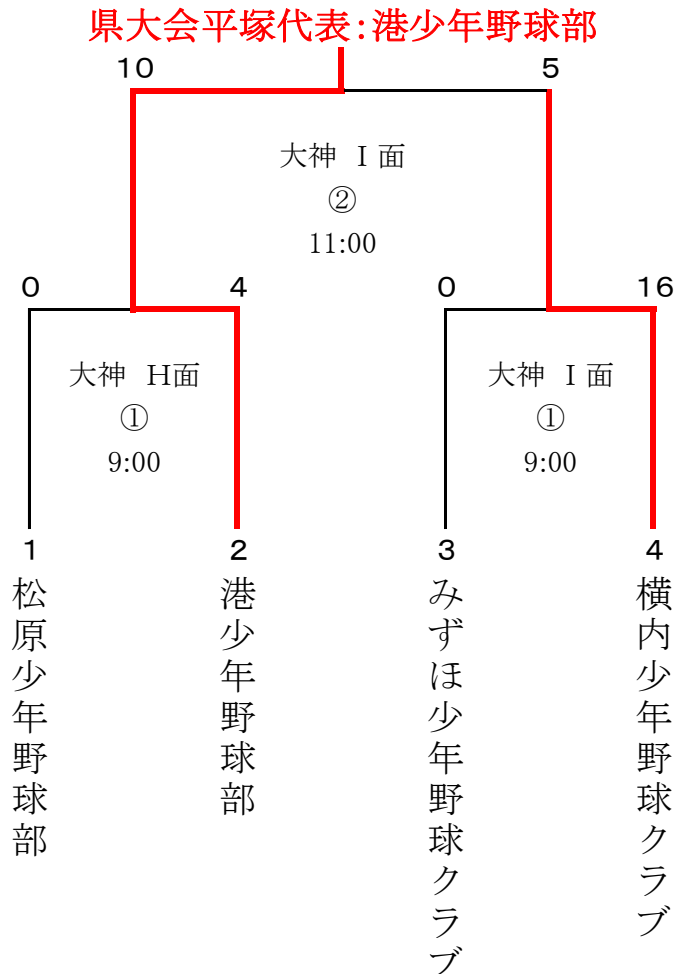 県大会平塚代表:港少年野球部
10
5
大神 I面
②
11:00
0
4
0
16
大神 H面
①
9:00
大神 I面
①
9:00
1
2
3
4
松原少年野球部
港少年野球部
みずほ少年野球クラブ
横内少年野球クラブ